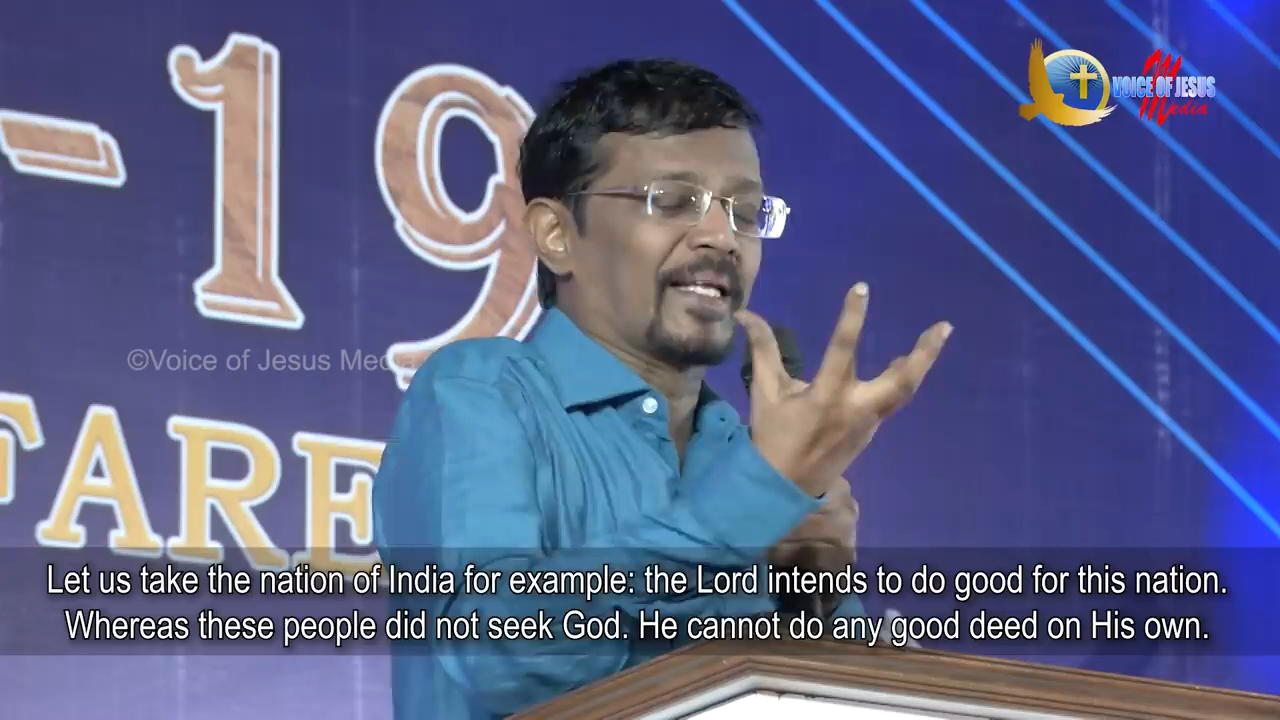 -19
VOICE OF JESUS
Media
©Voice of Jesus Media
FARE
Let us take the nation of India for example: the Lord intends to do good for this nation.
Whereas these people did not seek God. He cannot do any good deed on His own.